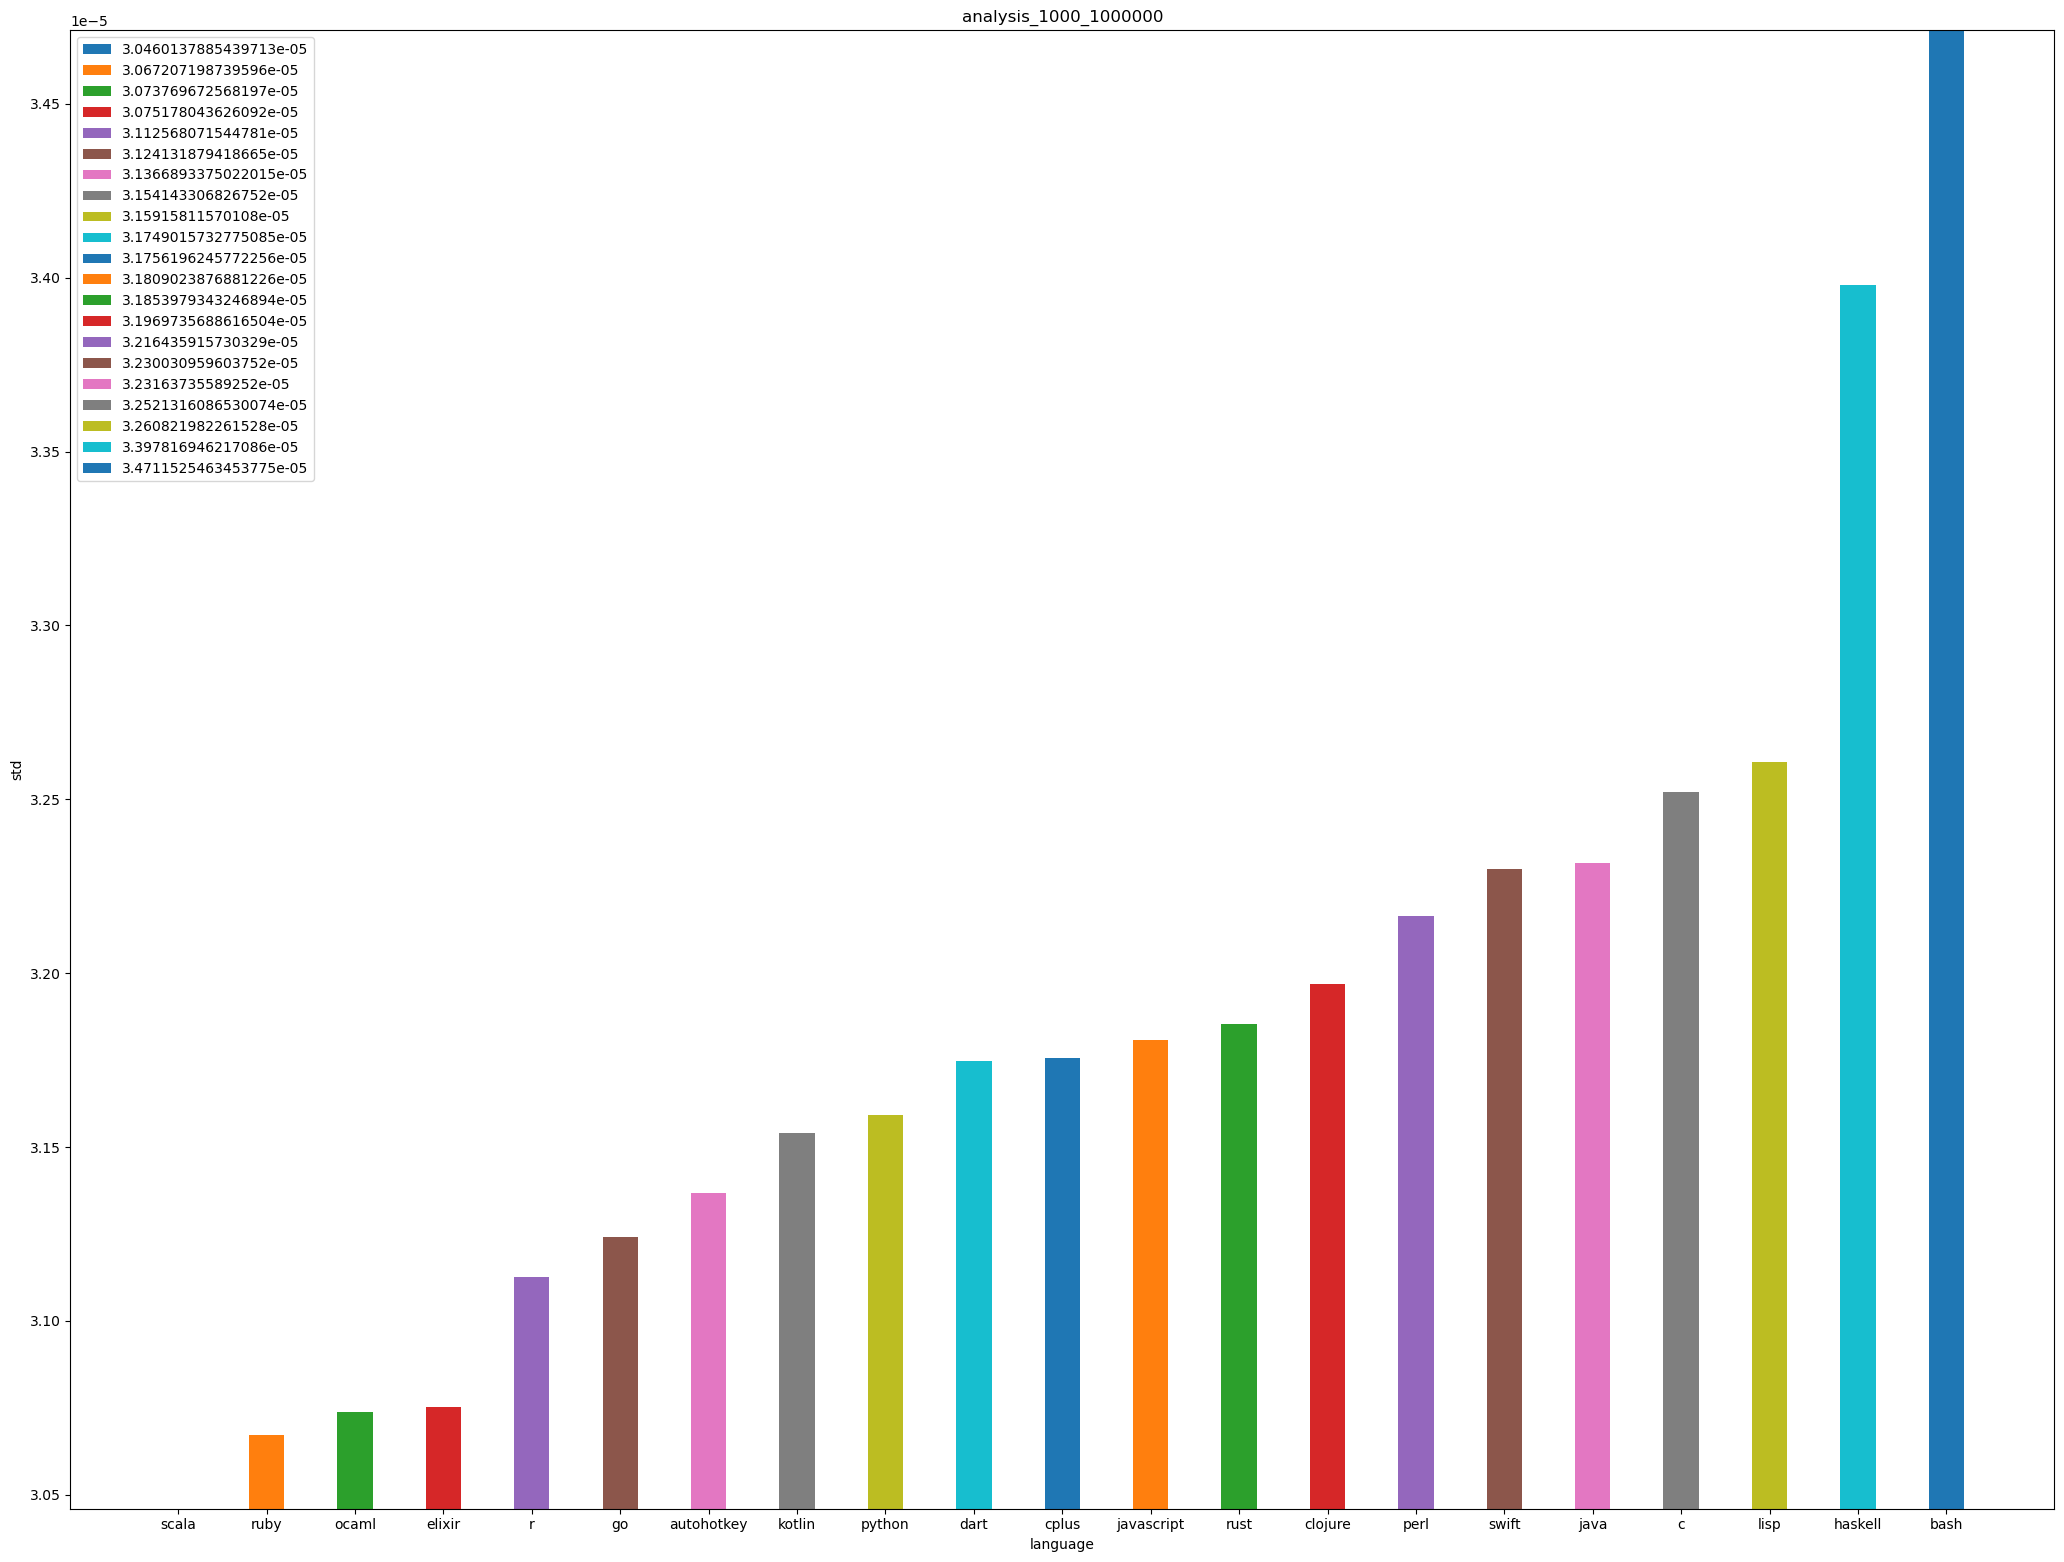 analysis_1000_1000000
1e−5
3.0460137885439713e-05
3.067207198739596e-05
3.073769672568197e-05
3.075178043626092e-05
3.112568071544781e-05
3.124131879418665e-05
3.1366893375022015e-05
3.154143306826752e-05
3.15915811570108e-05
3.1749015732775085e-05
3.1756196245772256e-05
3.1809023876881226e-05
3.1853979343246894e-05
3.1969735688616504e-05
3.216435915730329e-05
3.230030959603752e-05
3.23163735589252e-05
3.2521316086530074e-05
3.260821982261528e-05
3.397816946217086e-05
3.4711525463453775e-05
3.45
3.40
3.35
3.30
3.25
3.20
3.15
3.10
3.05
std
scala ruby ocaml elixir r go autohotkey kotlin python dart cplus javascript rust clojure perl swift java c lisp haskell bash
language